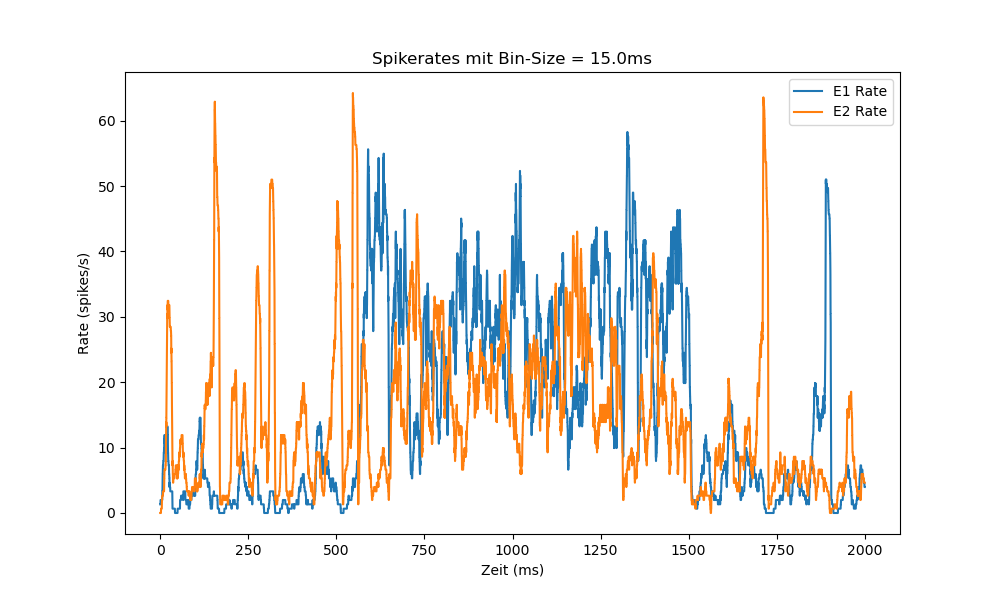 Spikerates mit Bin-Size = 15.0ms
E1 Rate
E2 Rate
Rate (spikes/s)
60
50
40
30
20
10
0
0 250 500 750 1000 1250 1500 1750 2000
Zeit (ms)